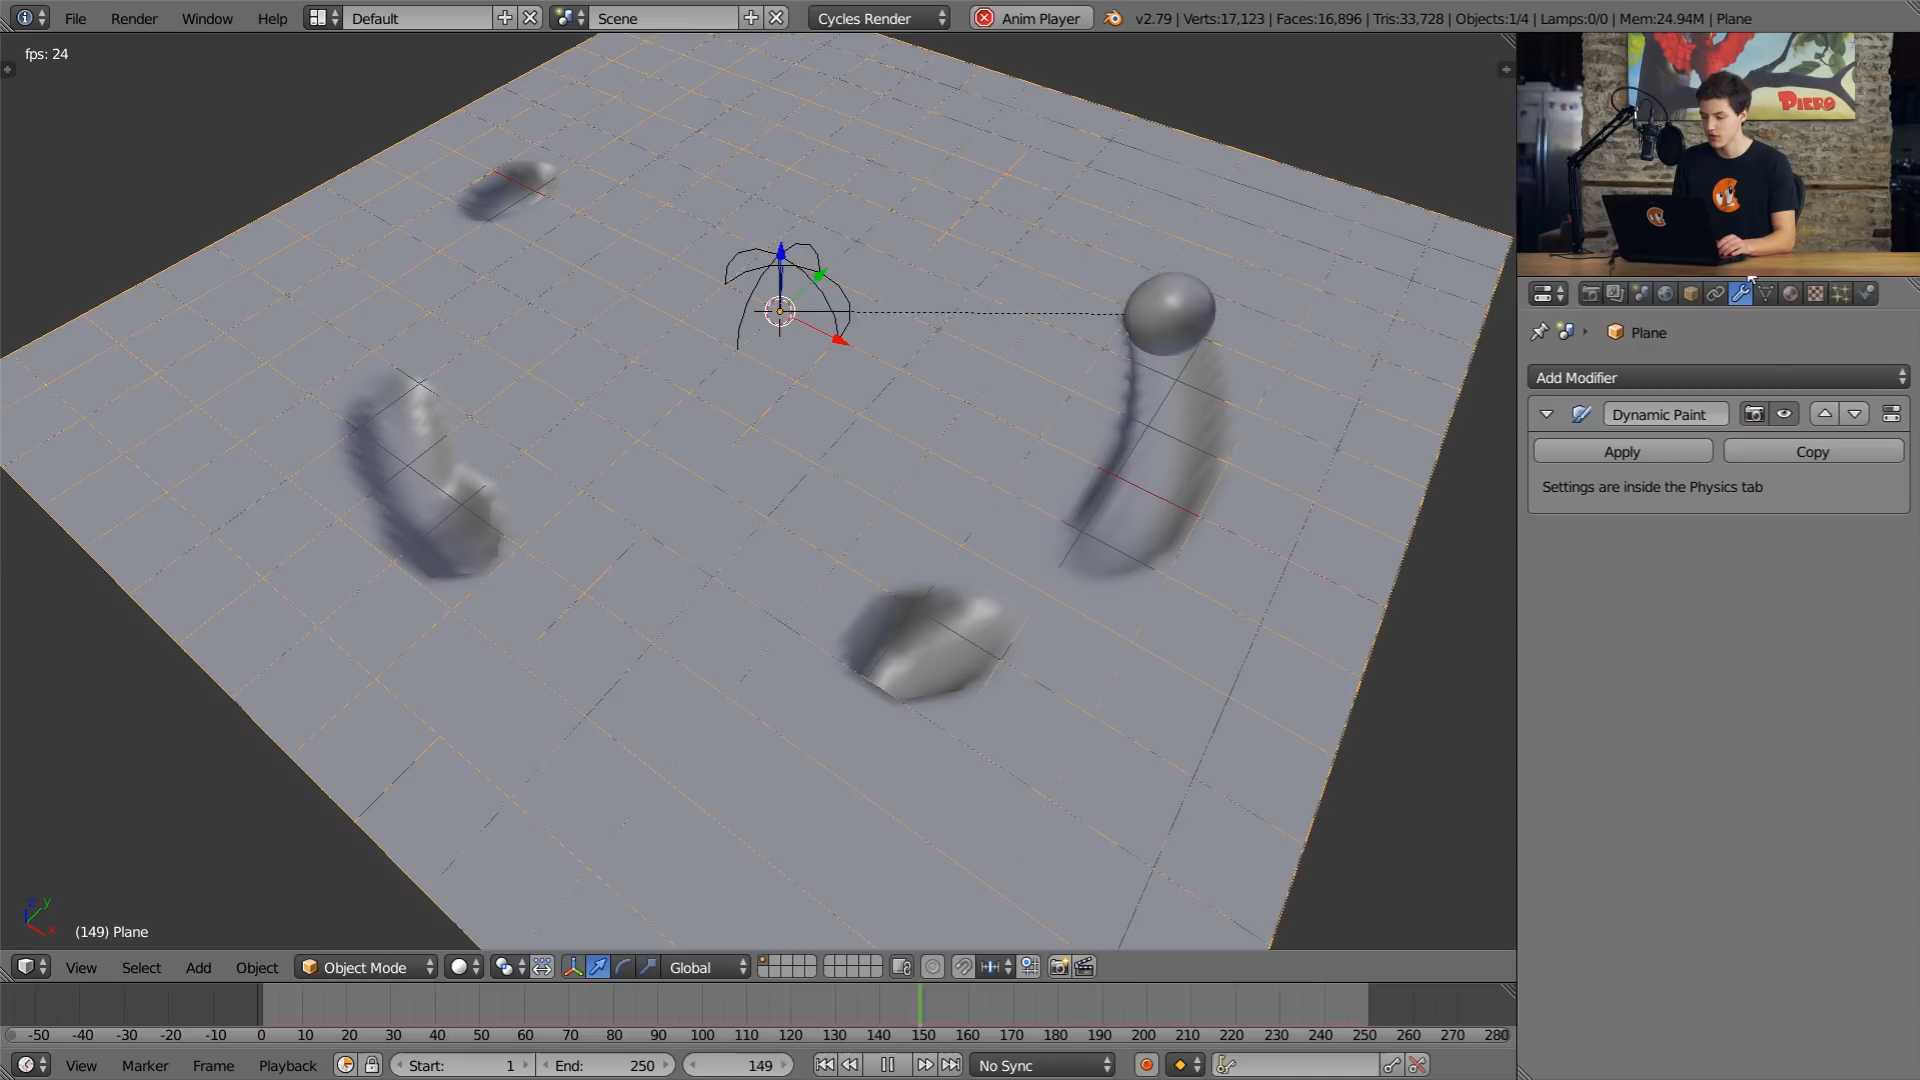 File Render Window Help Default Scene Cycles Render Anim Player v2.79 | Verts:17,123 | Faces:16,896 | Tris:33,728 | Objects:1/4 | Lamps:0/0 | Mem:24.94M | Plane
fps: 24
PIERO
Plane
Add Modifier
Dynamic Paint
Apply Copy
Settings are inside the Physics tab
z y x
(149) Plane
View Select Add Object Object Mode Global
-50 -40 -30 -20 -10 0 10 20 30 40 50 60 70 80 90 100 110 120 130 140 150 160 170 180 190 200 210 220 230 240 250 260 270 280
View Marker Frame Playback Start: 1 End: 250 149 No Sync